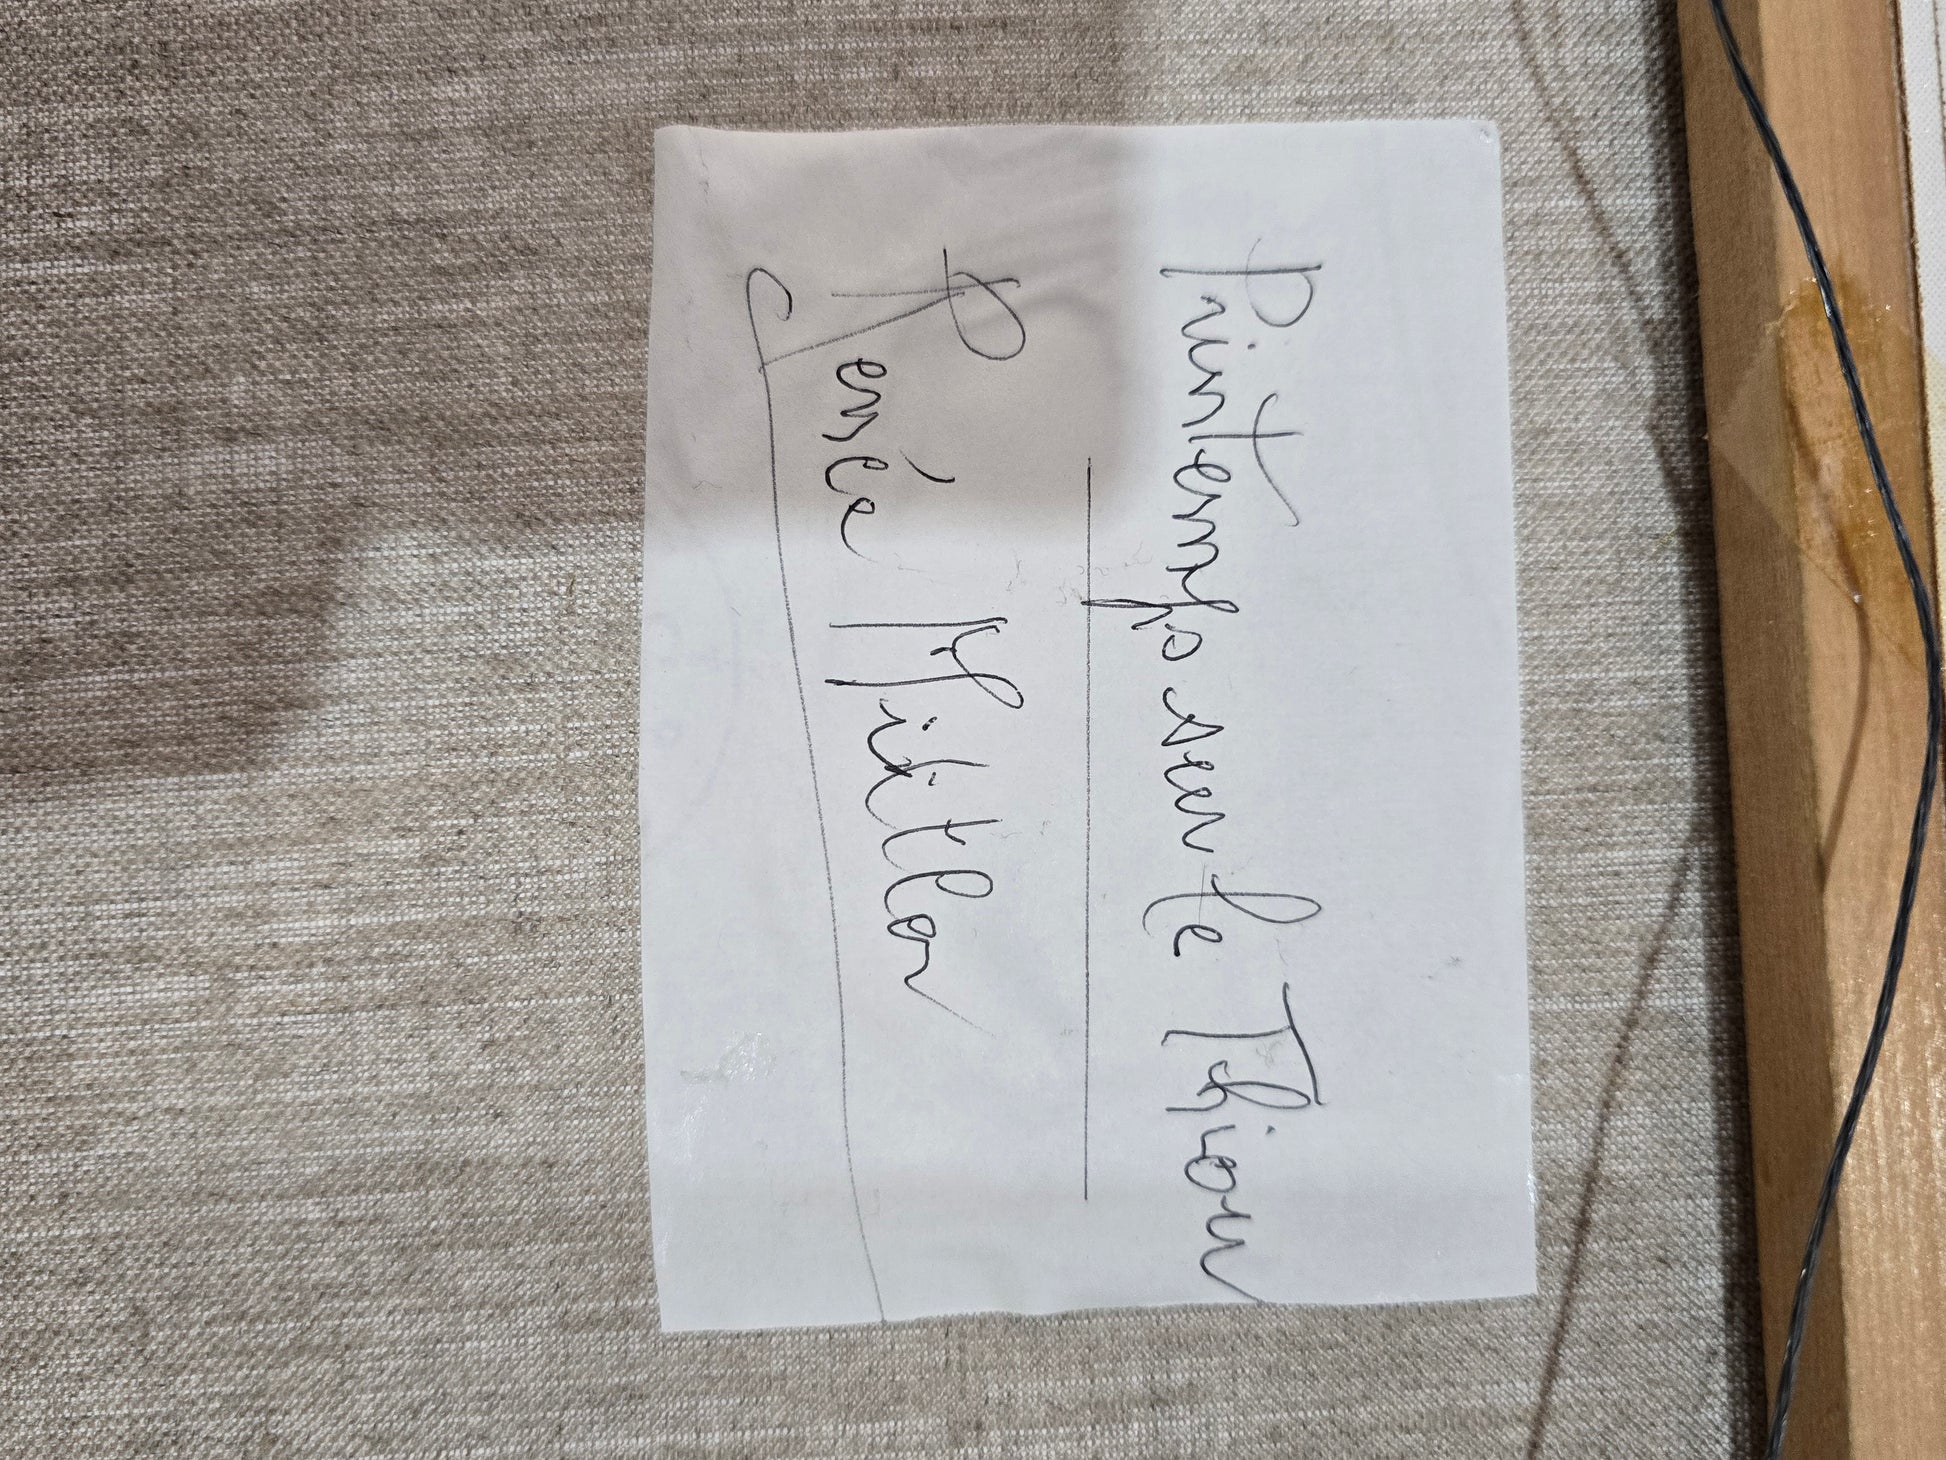 Printemps sur le Thiou
Renée Mitler